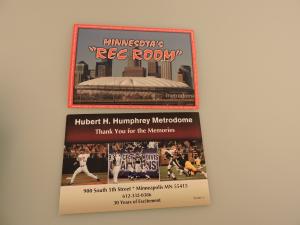 MINNESOTA'S
"REC ROOM"
Hubert H. Humphrey Metrodome
Thank You for the Memories
900 South 5th Street * Minneapolis MN 55415
612-332-0386
30 Years of Excitement